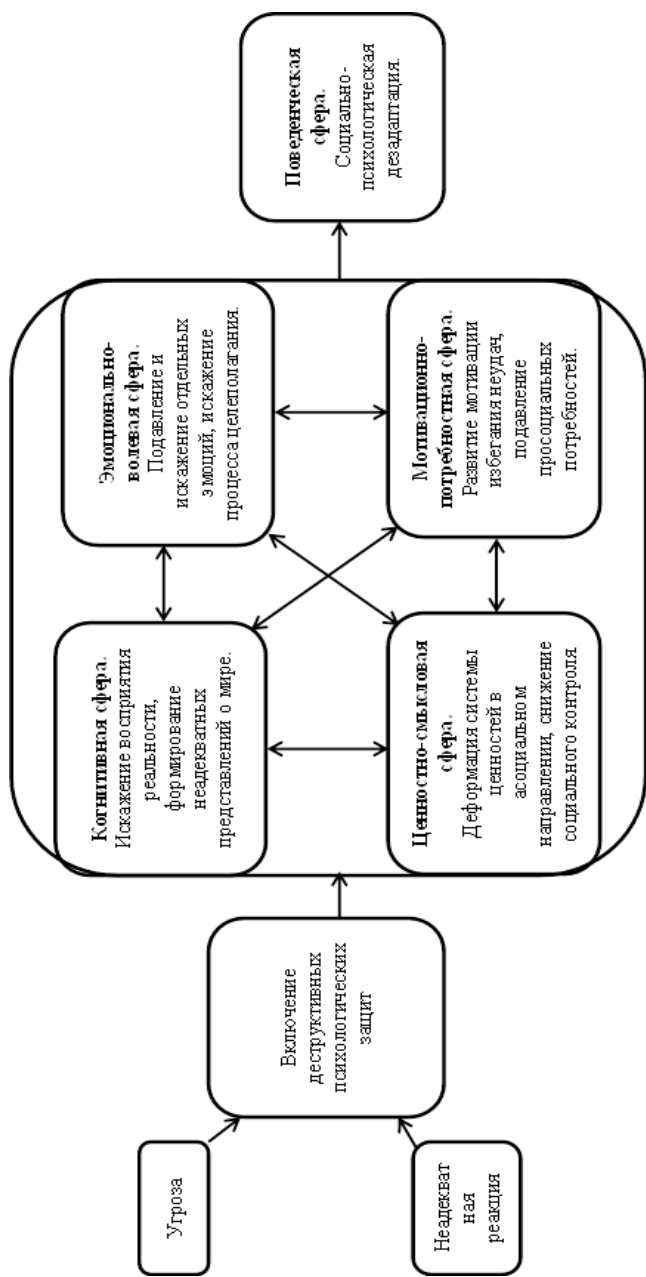 Угроза
Неадекват
ная
реакция
Включение
деструктивных
психологических
защит
Когнитивная сфера.
Искажение восприятия
реальности,
формирование
неадекватных
представлений о мире.
Эмоционально-
волевая сфера.
Подавление и
искажение отдельных
эмоций, искажение
процесса целеполагания.
Ценностно-смысловая
сфера.
Деформация системы
ценностей в
асоциальном
направлении, снижение
социального контроля
Мотивационно-
потребностная сфера.
Развитие мотивации
избегания неудач,
подавление
просоциальных
потребностей.
Поведенческая
сфера.
Социально-
психологическая
дезадаптация.